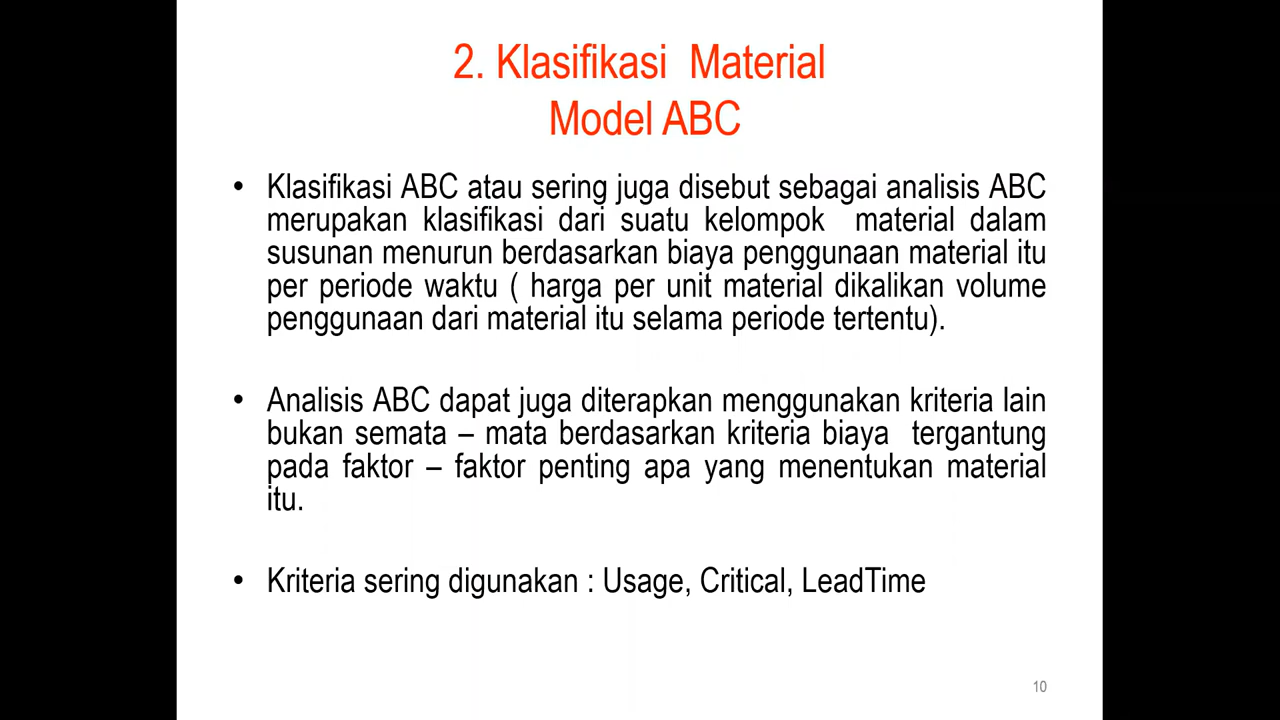 2. Klasifikasi  Material
Model ABC
• Klasifikasi ABC atau sering juga disebut sebagai analisis ABC
merupakan klasifikasi dari suatu kelompok  material dalam
susunan menurun berdasarkan biaya penggunaan material itu
per periode waktu ( harga per unit material dikalikan volume
penggunaan dari material itu selama periode tertentu).
• Analisis ABC dapat juga diterapkan menggunakan kriteria lain
bukan semata – mata berdasarkan kriteria biaya  tergantung
pada faktor – faktor penting apa yang menentukan material
itu.
• Kriteria sering digunakan : Usage, Critical, LeadTime
10